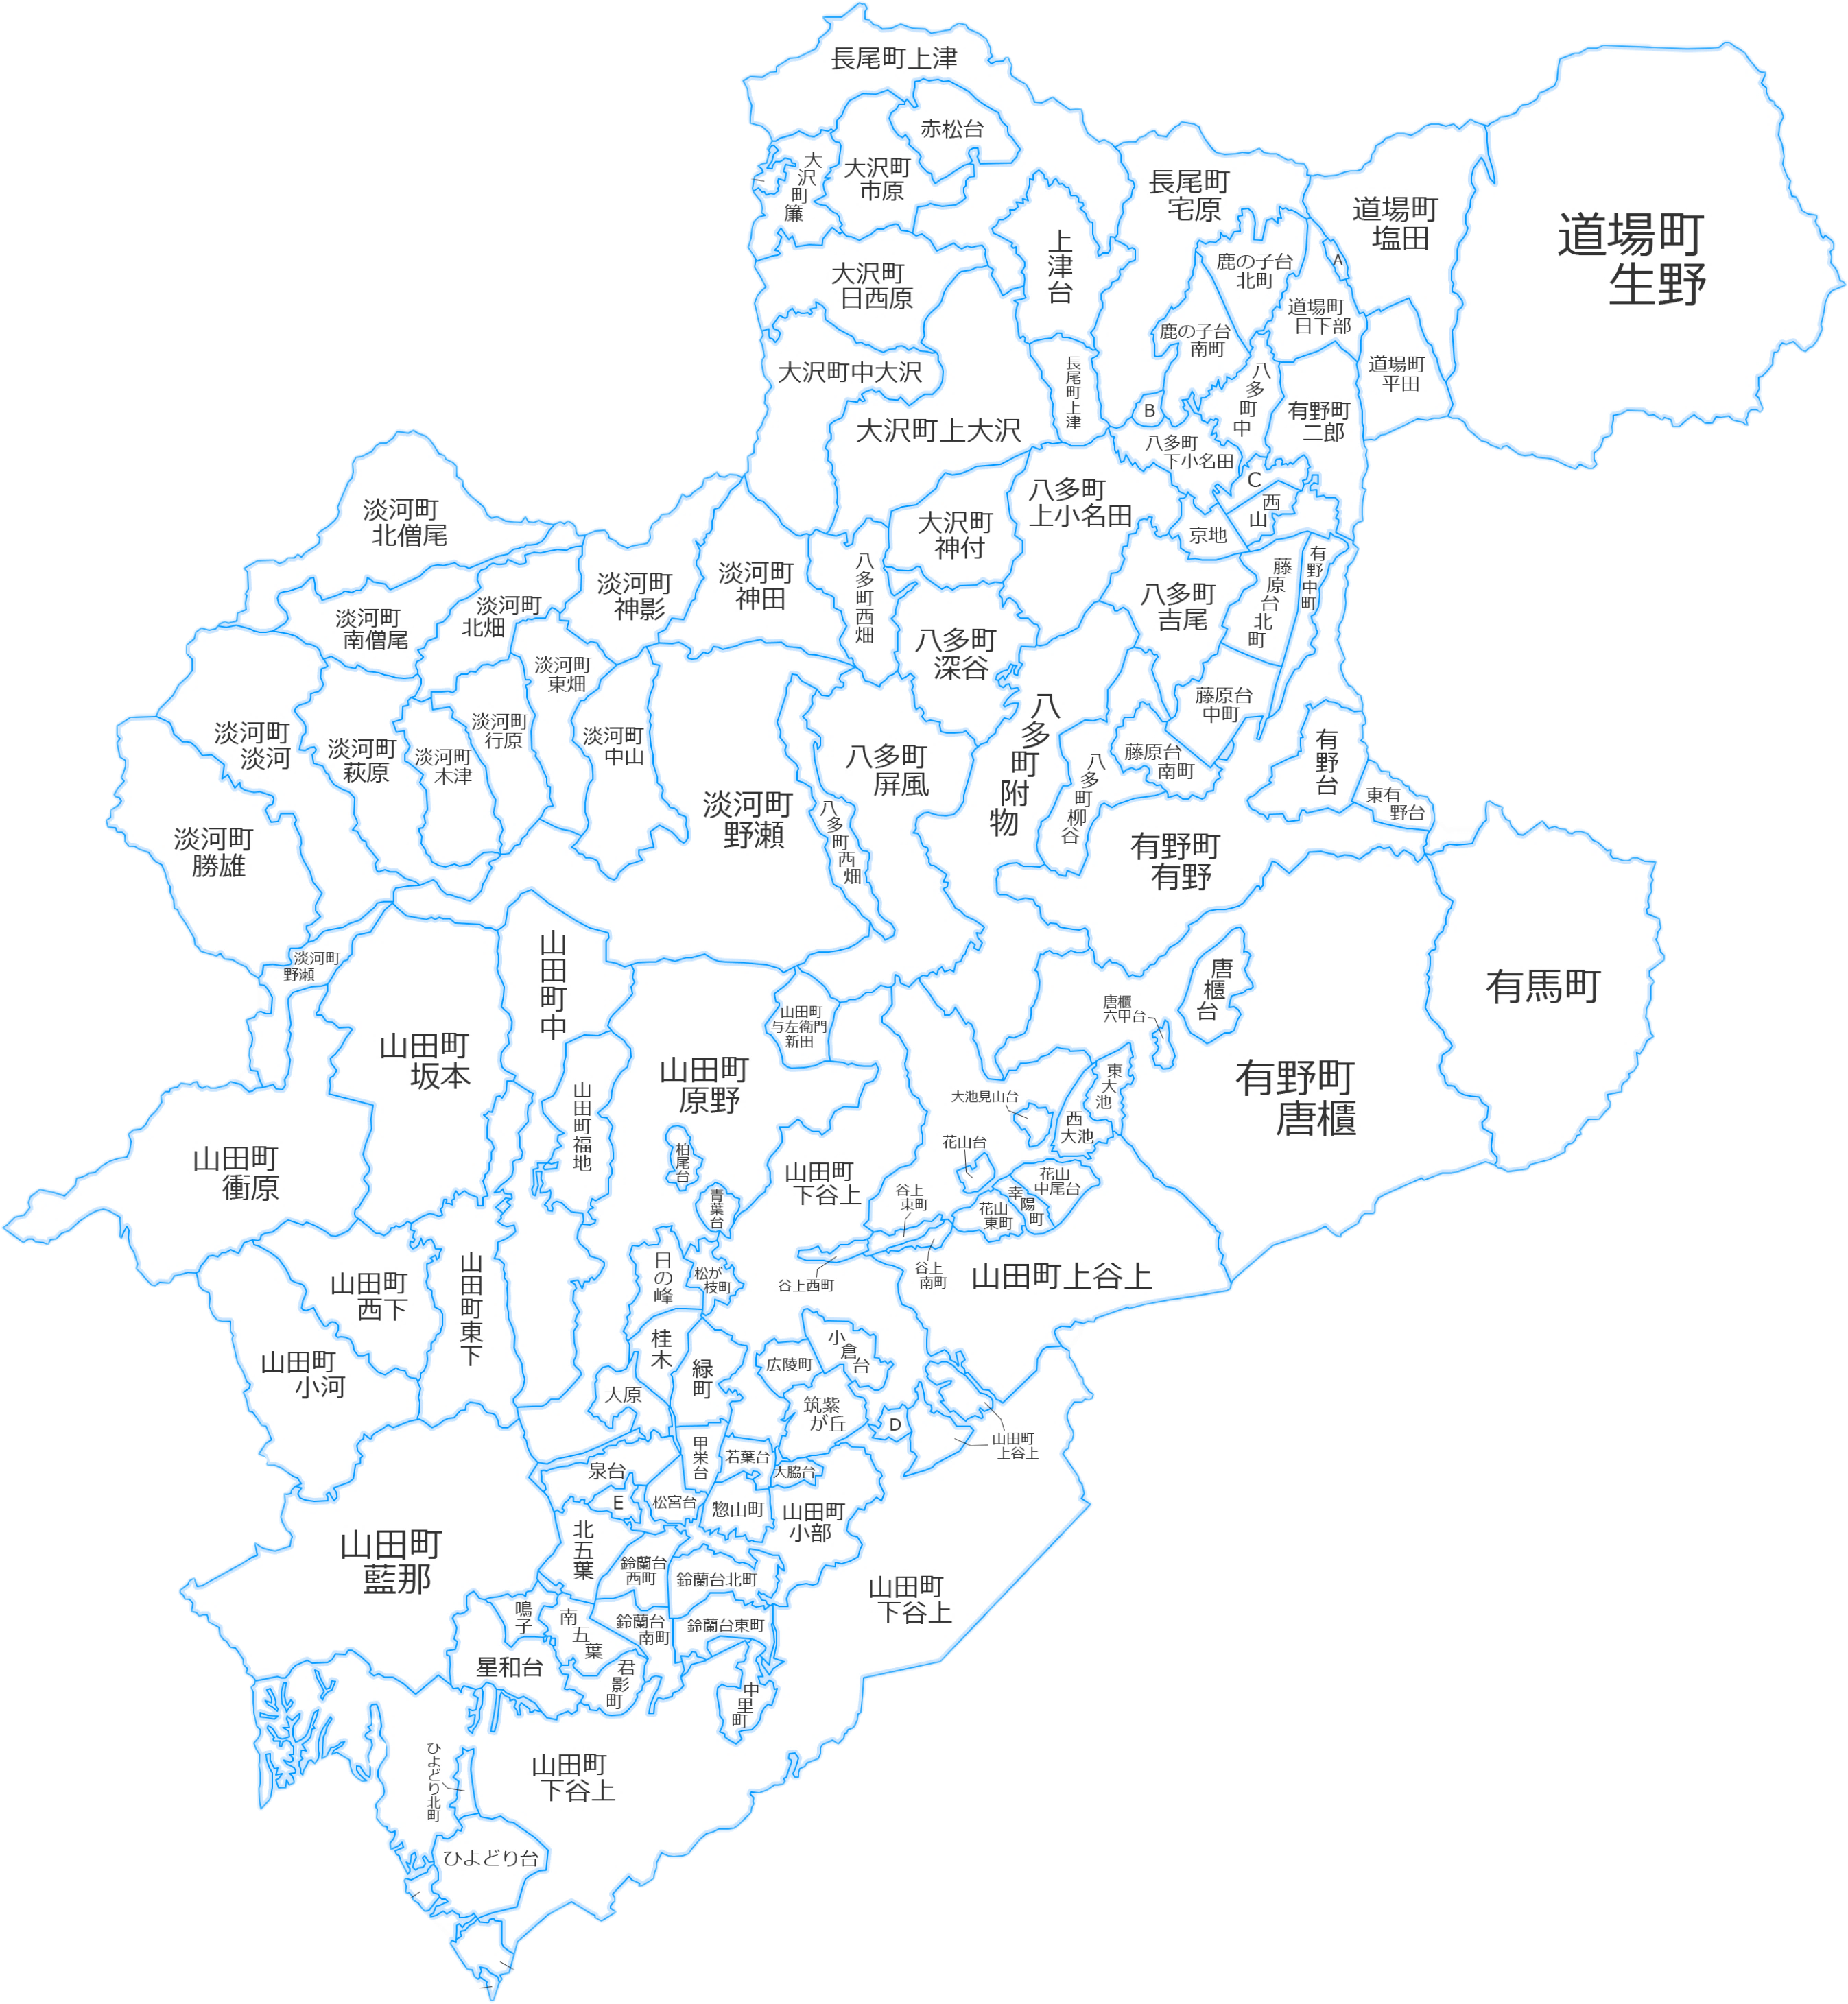 長尾町上津
赤松台
大沢町簾
大沢町
市原
長尾町
宅原
道場町
塩田
道場町
生野
上津台
鹿の子台
北町
A
大沢町
日西原
道場町
日下部
鹿の子台
南町
大沢町中大沢
長尾町上津
八多町中
道場町
平田
B
有野町
二郎
大沢町上大沢
八多町
下小名田
C
西山
八多町
上小名田
大沢町
神付
京地
淡河町
北僧尾
淡河町
神影
淡河町
神田
八多町西畑
八多町
吉尾
藤原台北町
有野中町
淡河町
南僧尾
淡河町
北畑
八多町
深谷
淡河町
東畑
藤原台
中町
八多町附物
淡河町
淡河
淡河町
萩原
淡河町
木津
淡河町
行原
淡河町
中山
八多町
屏風
八多町柳谷
藤原台
南町
有野台
東有
野台
淡河町
勝雄
淡河町
野瀬
八多町西畑
有野町
有野
淡河町
野瀬
山田町中
唐櫃台
有馬町
山田町
坂本
山田町
与左衛門
新田
唐櫃
六甲台
山田町
原野
山田町福地
大池見山台
東大池
西
大池
有野町
唐櫃
山田町
衝原
柏尾台
青葉台
山田町
下谷上
花山台
谷上
東町
花山
東町
幸陽町
花山
中尾台
山田町
西下
山田町東下
日の峰
松が
枝町
谷上西町
谷上
南町
山田町上谷上
山田町
小河
桂木
緑町
広陵町
小倉台
大原
筑紫
が丘
D
山田町
上谷上
甲栄台
若葉台
大脇台
泉台
E
松宮台
惣山町
山田町
小部
山田町
藍那
北五葉
鈴蘭台
西町
鈴蘭台北町
山田町
下谷上
鳴子
南五葉
鈴蘭台
南町
鈴蘭台東町
星和台
君影町
中里町
ひよどり北町
山田町
下谷上
ひよどり台